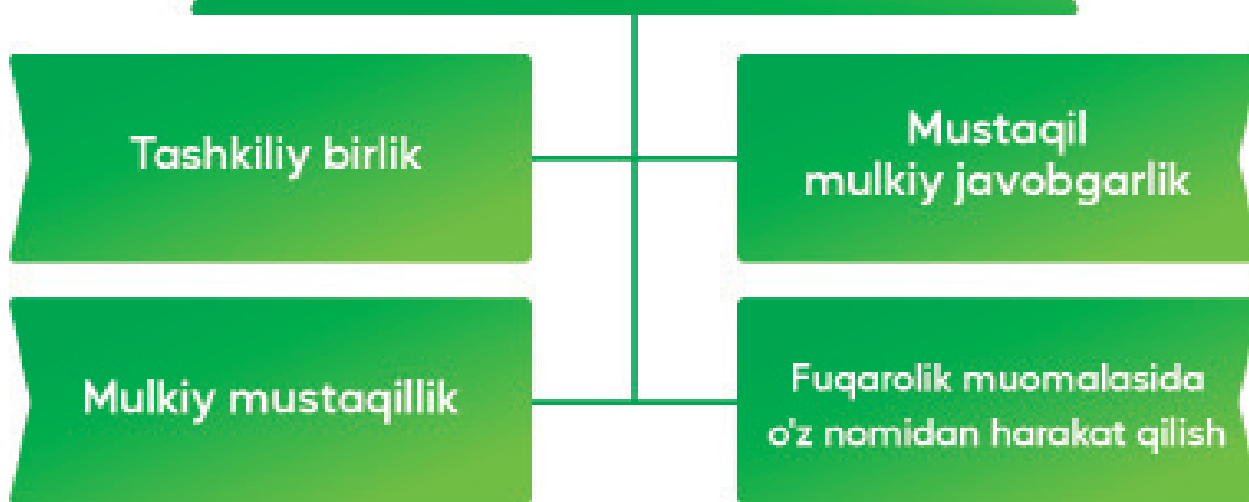 Tashkiliy birlik
Mustaqil
mulkiy javobgarlik
Mulkiy mustaqillik
Fuqarolik muomalasida
o'z nomidan harakat qilish